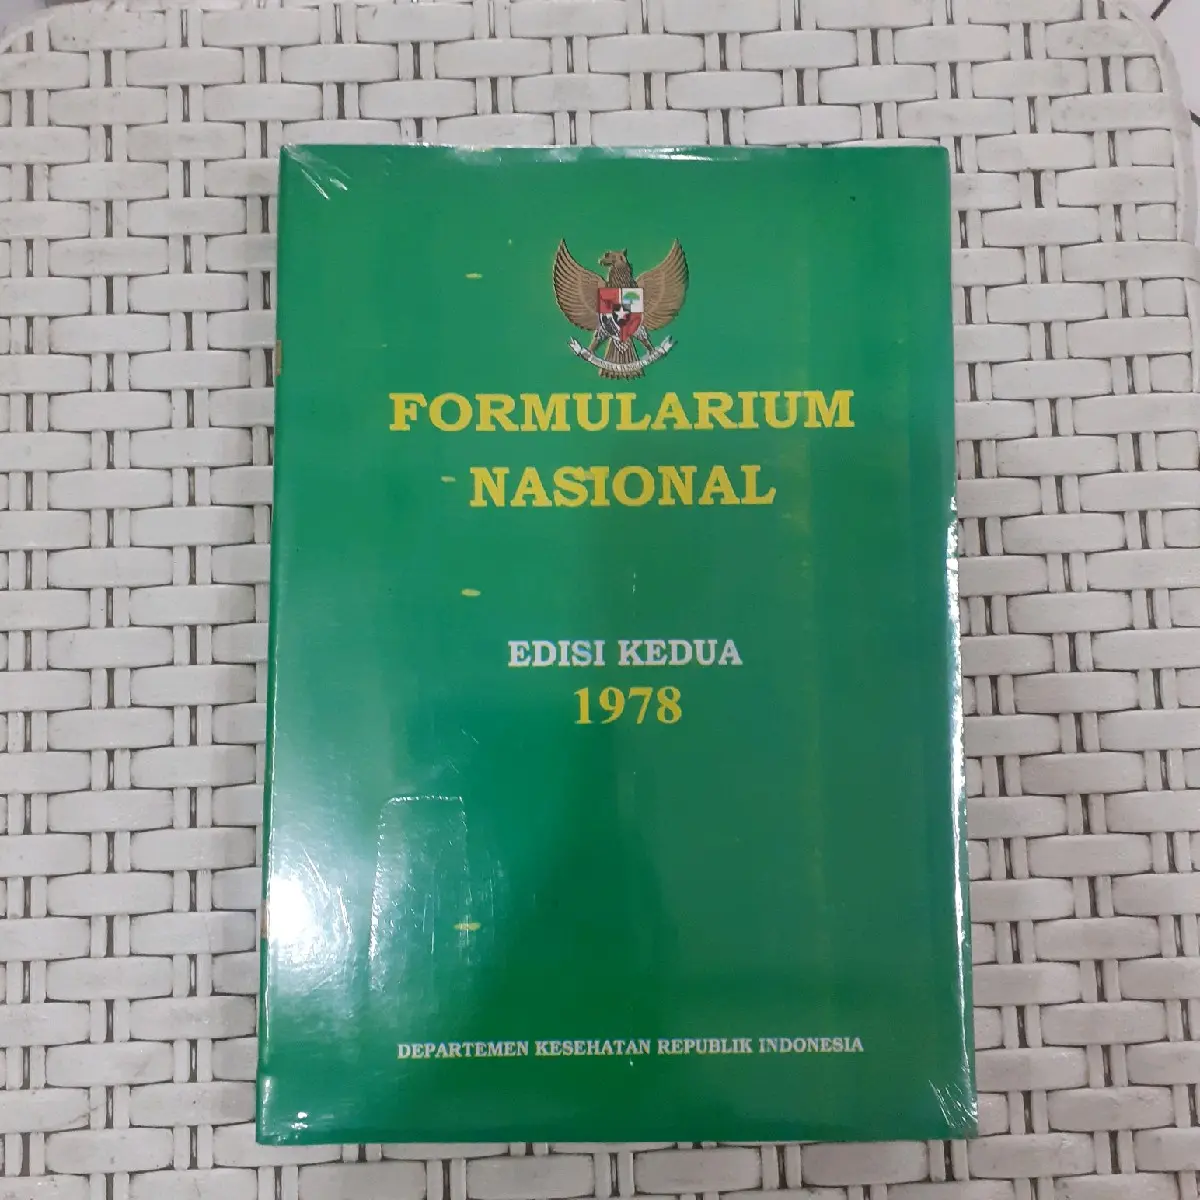 FORMULARIUM
NASIONAL
EDISI KEDUA
1978
DEPARTEMEN KESEHATAN REPUBLIK INDONESIA